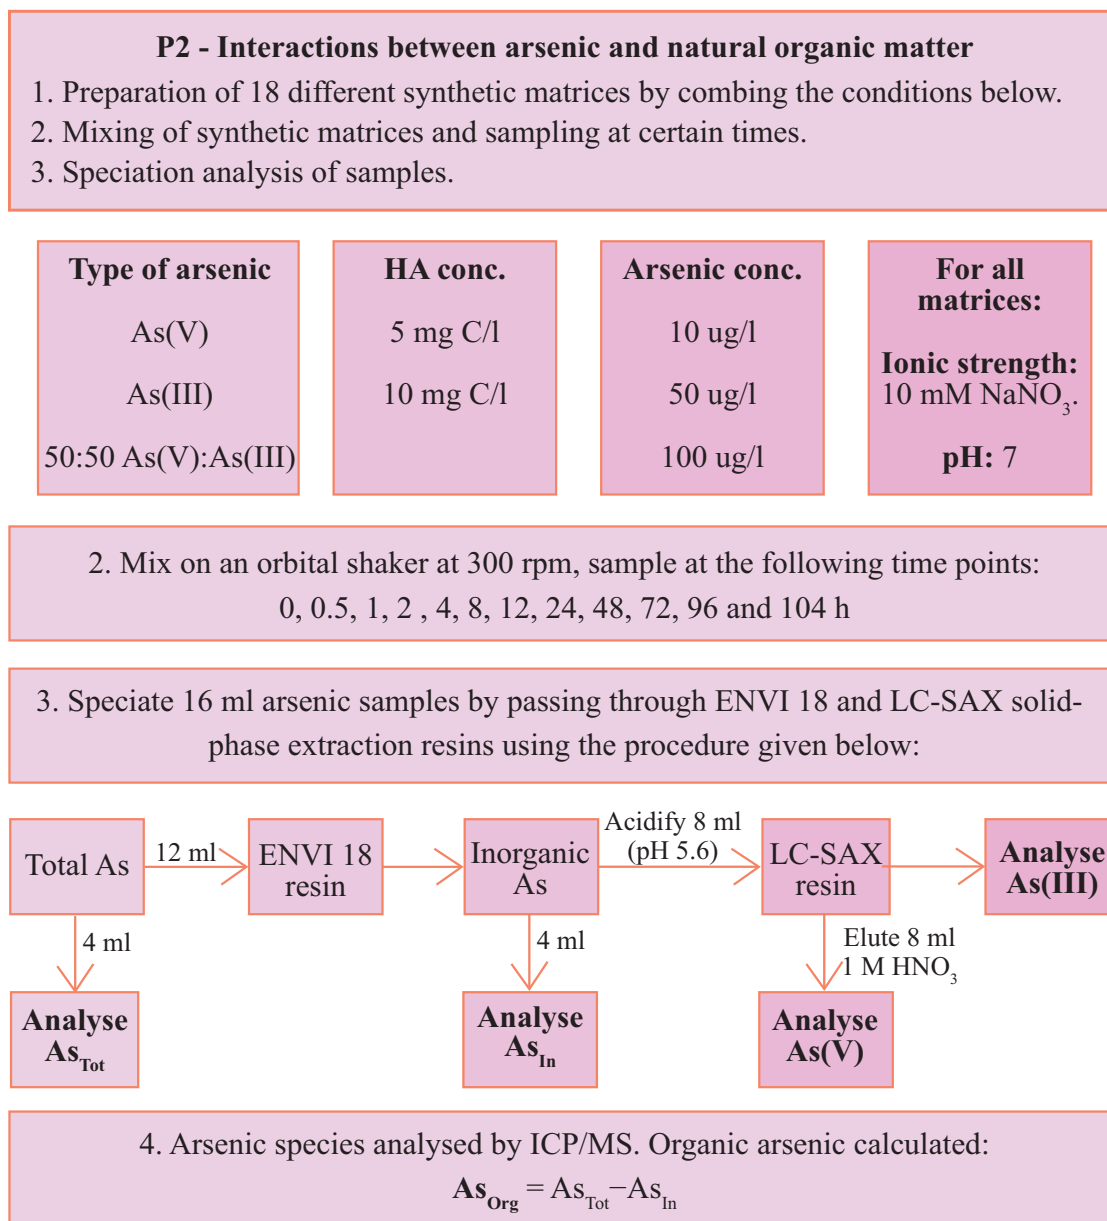 P2 - Interactions between arsenic and natural organic matter
1. Preparation of 18 different synthetic matrices by combing the conditions below.
2. Mixing of synthetic matrices and sampling at certain times.
3. Speciation analysis of samples.
Type of arsenic
As(V)
As(III)
50:50 As(V):As(III)
HA conc.
5 mg C/l
10 mg C/l
Arsenic conc.
10 ug/l
50 ug/l
100 ug/l
For all
matrices:
Ionic strength:
10 mM NaNO₃.
pH: 7
2. Mix on an orbital shaker at 300 rpm, sample at the following time points:
0, 0.5, 1, 2 , 4, 8, 12, 24, 48, 72, 96 and 104 h
3. Speciate 16 ml arsenic samples by passing through ENVI 18 and LC-SAX solid-
phase extraction resins using the procedure given below:
Total As
12 ml
ENVI 18
resin
Inorganic
As
Acidify 8 ml
(pH 5.6)
LC-SAX
resin
Analyse
As(III)
4 ml
4 ml
Elute 8 ml
1 M HNO₃
Analyse
As_Tot
Analyse
As_In
Analyse
As(V)
4. Arsenic species analysed by ICP/MS. Organic arsenic calculated:
As_Org = As_Tot−As_In